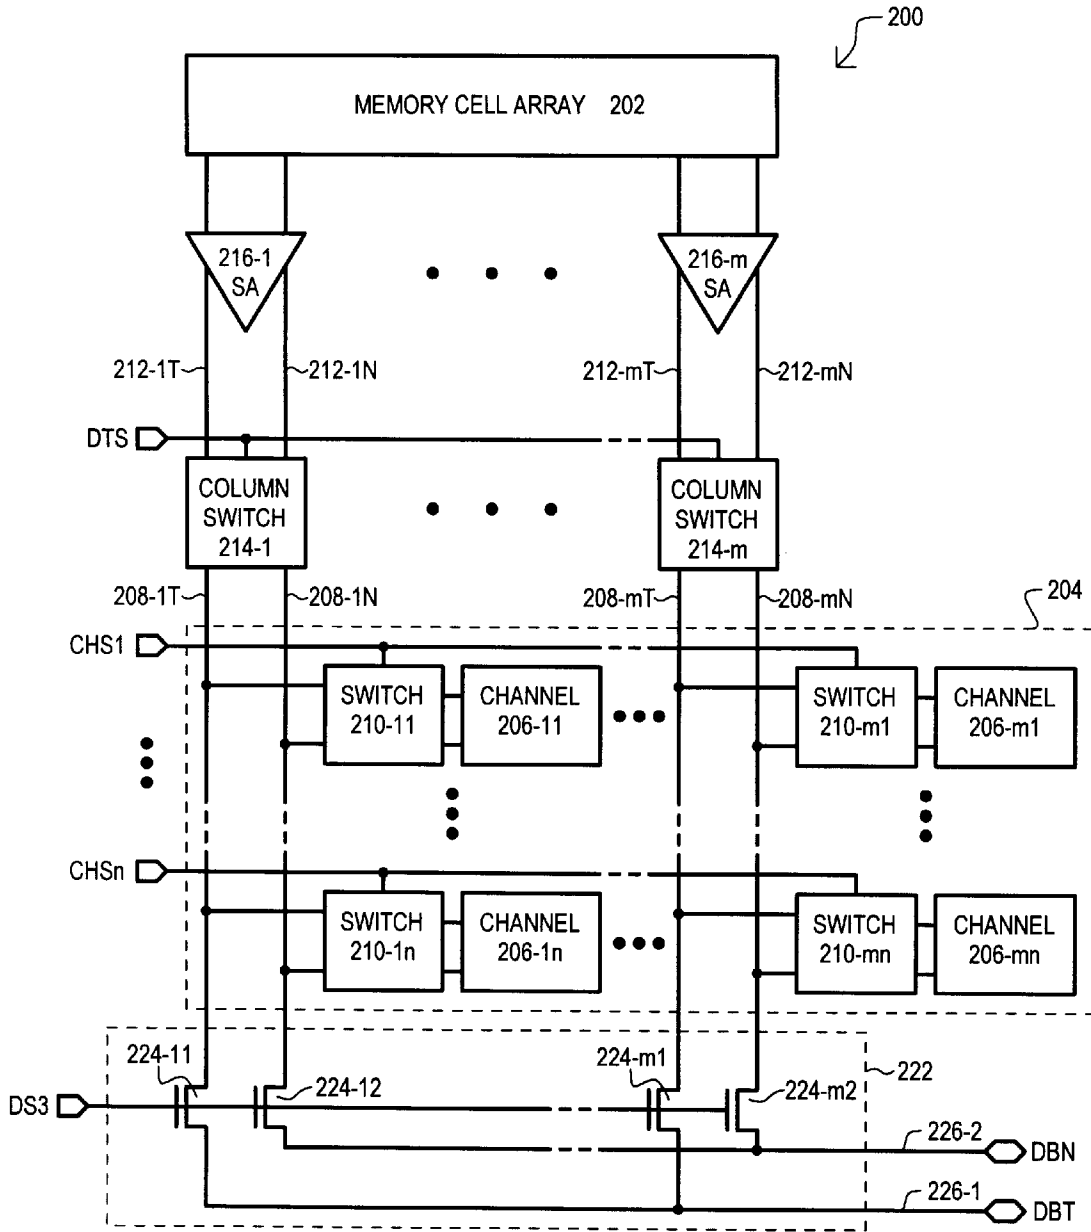 200
MEMORY CELL ARRAY 202
216-1
SA
216-m
SA
212-1T
212-1N
212-mT
212-mN
DTS
COLUMN
SWITCH
214-1
COLUMN
SWITCH
214-m
208-1T
208-1N
208-mT
208-mN
204
CHS1
SWITCH
210-11
CHANNEL
206-11
SWITCH
210-m1
CHANNEL
206-m1
CHSn
SWITCH
210-1n
CHANNEL
206-1n
SWITCH
210-mn
CHANNEL
206-mn
224-11
224-12
224-m1
224-m2
222
DS3
226-2
DBN
226-1
DBT